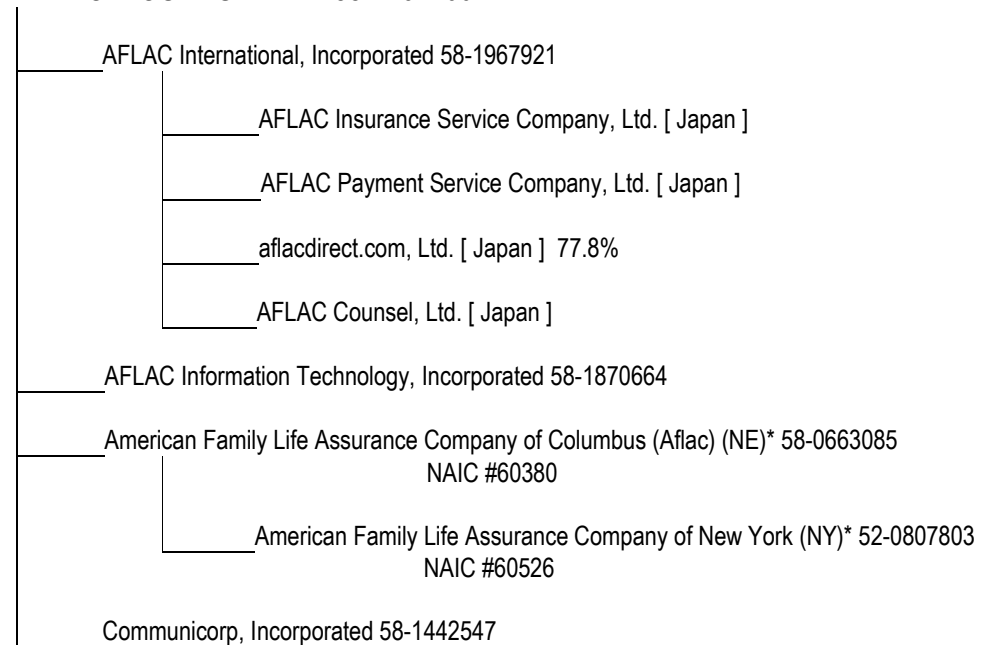 AFLAC International, Incorporated 58-1967921
AFLAC Insurance Service Company, Ltd. [ Japan ]
AFLAC Payment Service Company, Ltd. [ Japan ]
aflacdirect.com, Ltd. [ Japan ] 77.8%
AFLAC Counsel, Ltd. [ Japan ]
AFLAC Information Technology, Incorporated 58-1870664
American Family Life Assurance Company of Columbus (Aflac) (NE)* 58-0663085
NAIC #60380
American Family Life Assurance Company of New York (NY)* 52-0807803
NAIC #60526
Communicorp, Incorporated 58-1442547